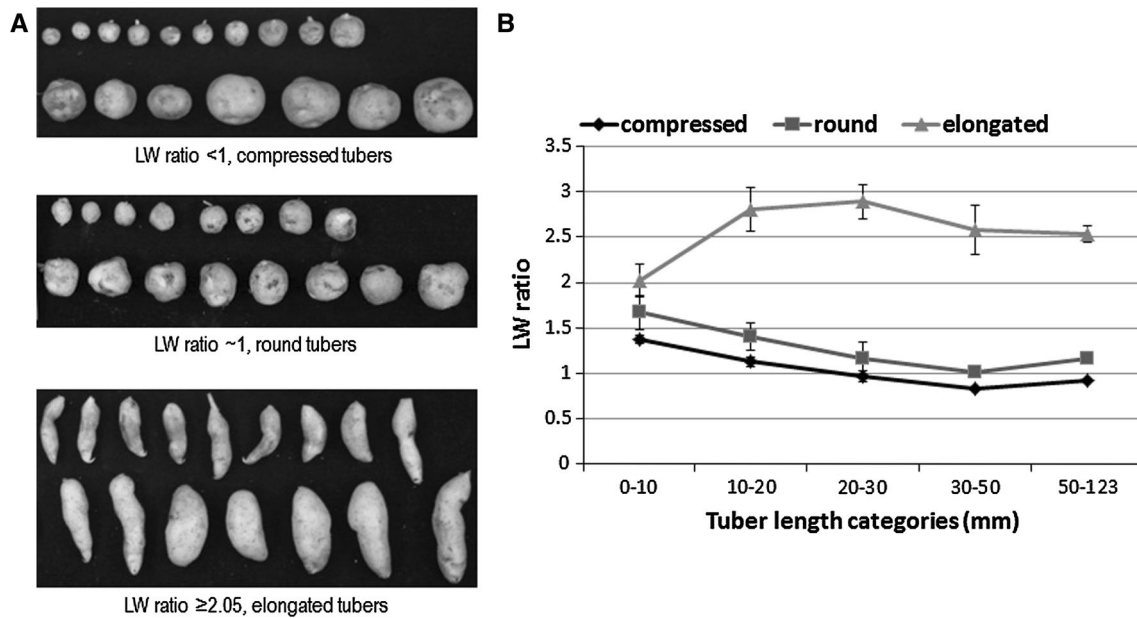 A
LW ratio <1, compressed tubers
LW ratio ~1, round tubers
LW ratio ≥2.05, elongated tubers
B
compressed round elongated
3.5
3
2.5
2
1.5
1
0.5
0
LW ratio
0-10 10-20 20-30 30-50 50-123
Tuber length categories (mm)